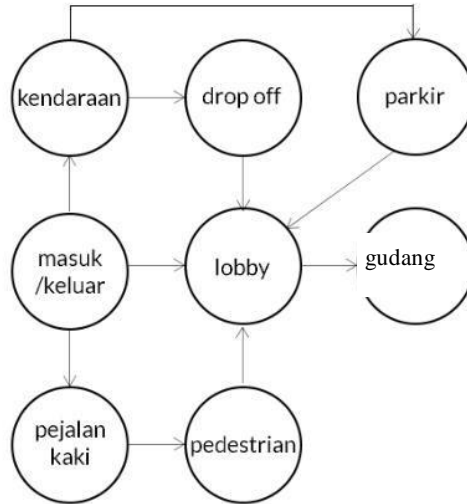 kendaraan
drop off
parkir
masuk
/keluar
lobby
gudang
pejalan
kaki
pedestrian